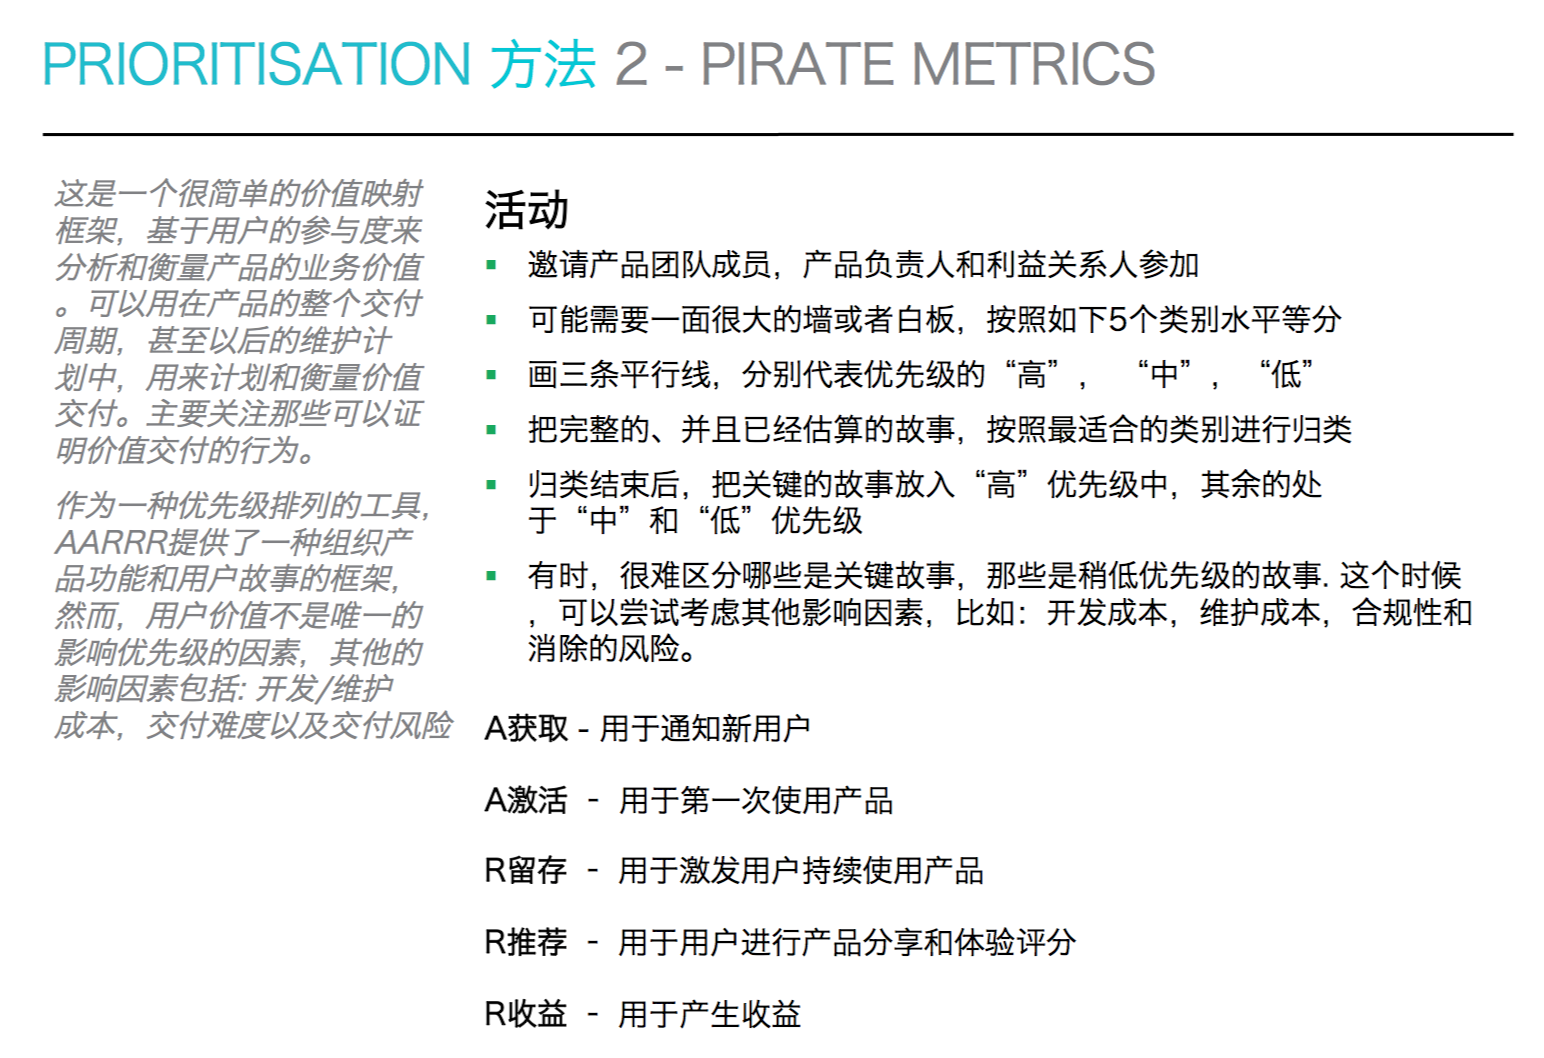 PRIORITISATION 方法 2 - PIRATE METRICS
这是一个很简单的价值映射
框架，基于用户的参与度来
分析和衡量产品的业务价值
。可以用在产品的整个交付
周期，甚至以后的维护计
划中，用来计划和衡量价值
交付。主要关注那些可以证
明价值交付的行为。
作为一种优先级排列的工具，
AARRR提供了一种组织产
品功能和用户故事的框架，
然而，用户价值不是唯一的
影响优先级的因素，其他的
影响因素包括: 开发/维护
成本，交付难度以及交付风险
活动
▪ 邀请产品团队成员，产品负责人和利益关系人参加
▪ 可能需要一面很大的墙或者白板，按照如下5个类别水平等分
▪ 画三条平行线，分别代表优先级的“高”， “中”， “低”
▪ 把完整的、并且已经估算的故事，按照最适合的类别进行归类
▪ 归类结束后，把关键的故事放入“高”优先级中，其余的处
于“中”和“低”优先级
▪ 有时，很难区分哪些是关键故事，那些是稍低优先级的故事. 这个时候
，可以尝试考虑其他影响因素，比如：开发成本，维护成本，合规性和
消除的风险。
A获取 - 用于通知新用户
A激活 - 用于第一次使用产品
R留存 - 用于激发用户持续使用产品
R推荐 - 用于用户进行产品分享和体验评分
R收益 - 用于产生收益